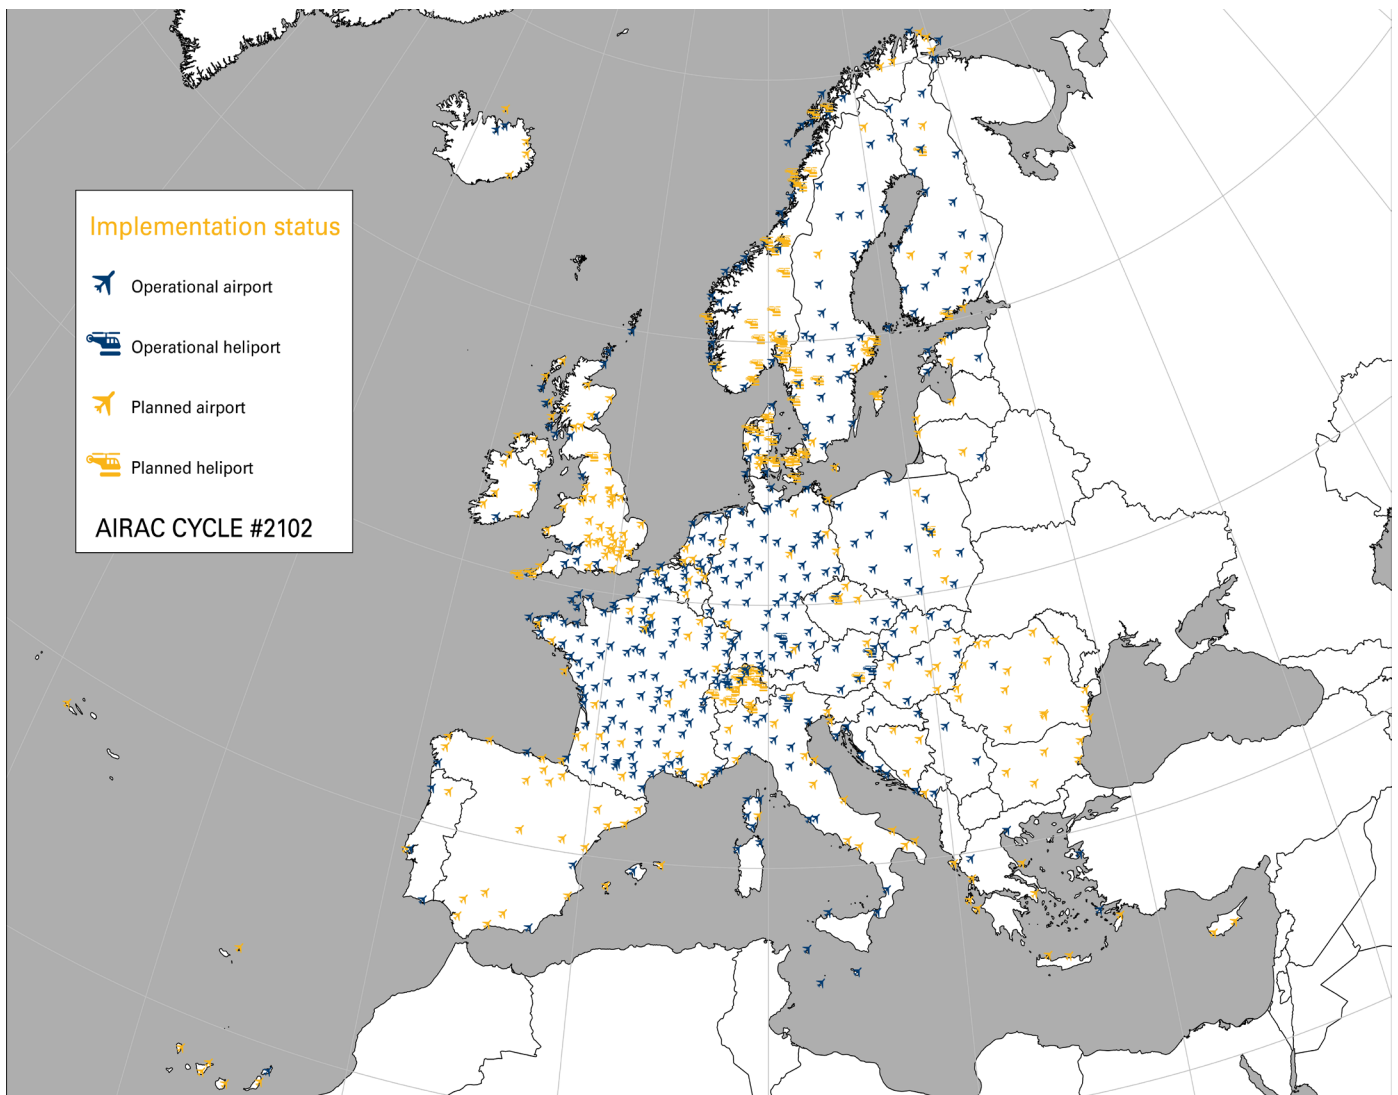 Implementation status
Operational airport
Operational heliport
Planned airport
Planned heliport
AIRAC CYCLE #2102